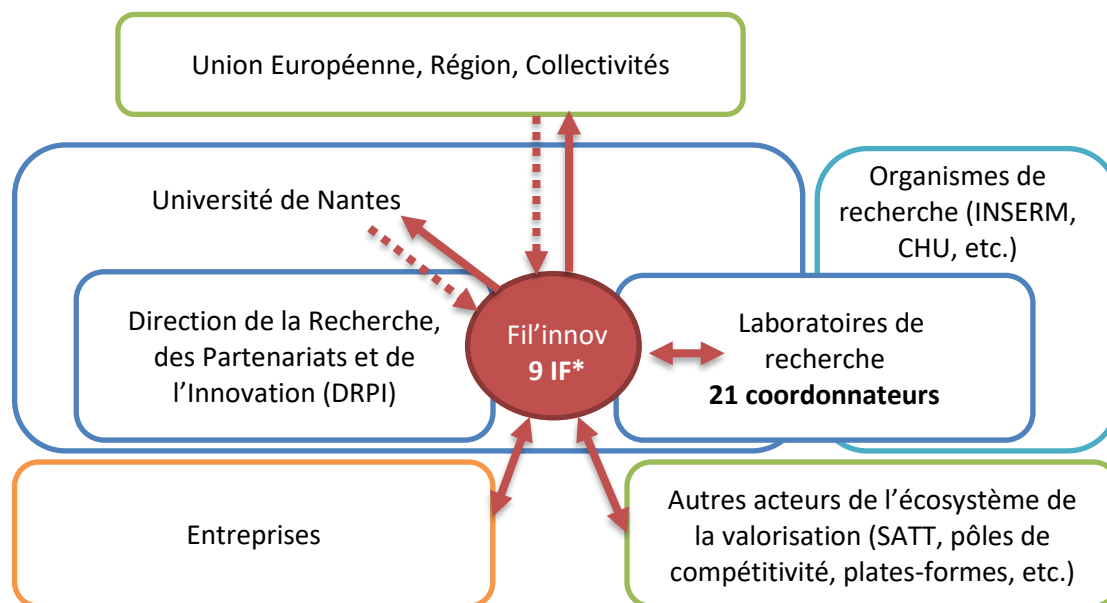 Union Européenne, Région, Collectivités
Université de Nantes
Organismes de
recherche (INSERM,
CHU, etc.)
Direction de la Recherche,
des Partenariats et de
l’Innovation (DRPI)
Fil’innov
9 IF*
Laboratoires de
recherche
21 coordonnateurs
Entreprises
Autres acteurs de l’écosystème de
la valorisation (SATT, pôles de
compétitivité, plates-formes, etc.)